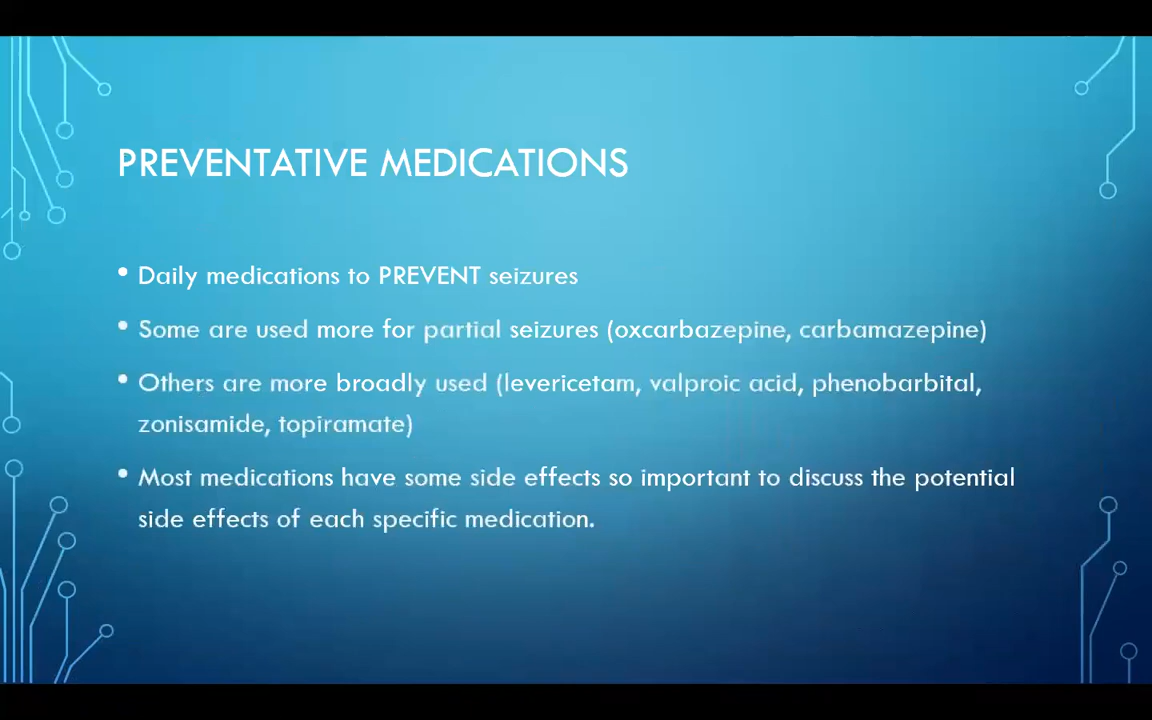 PREVENTATIVE MEDICATIONS
• Daily medications to PREVENT seizures
• Some are used more for partial seizures (oxcarbazepine, carbamazepine)
• Others are more broadly used (levericetam, valproic acid, phenobarbital,
zonisamide, topiramate)
• Most medications have some side effects so important to discuss the potential
side effects of each specific medication.